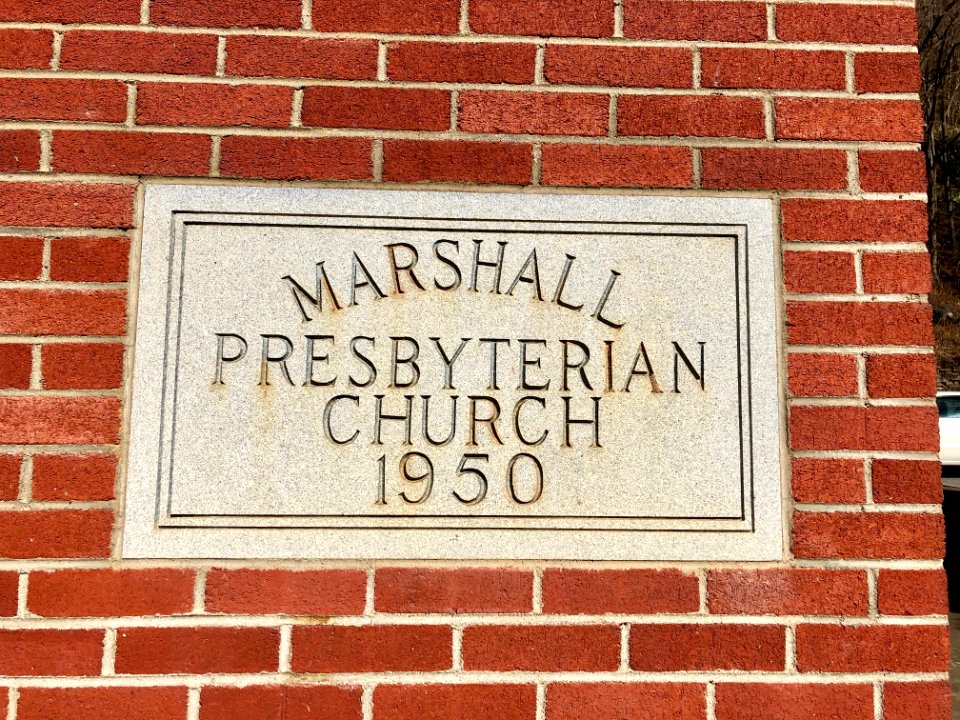 MARSHALL
PRESBYTERIAN
CHURCH
1950